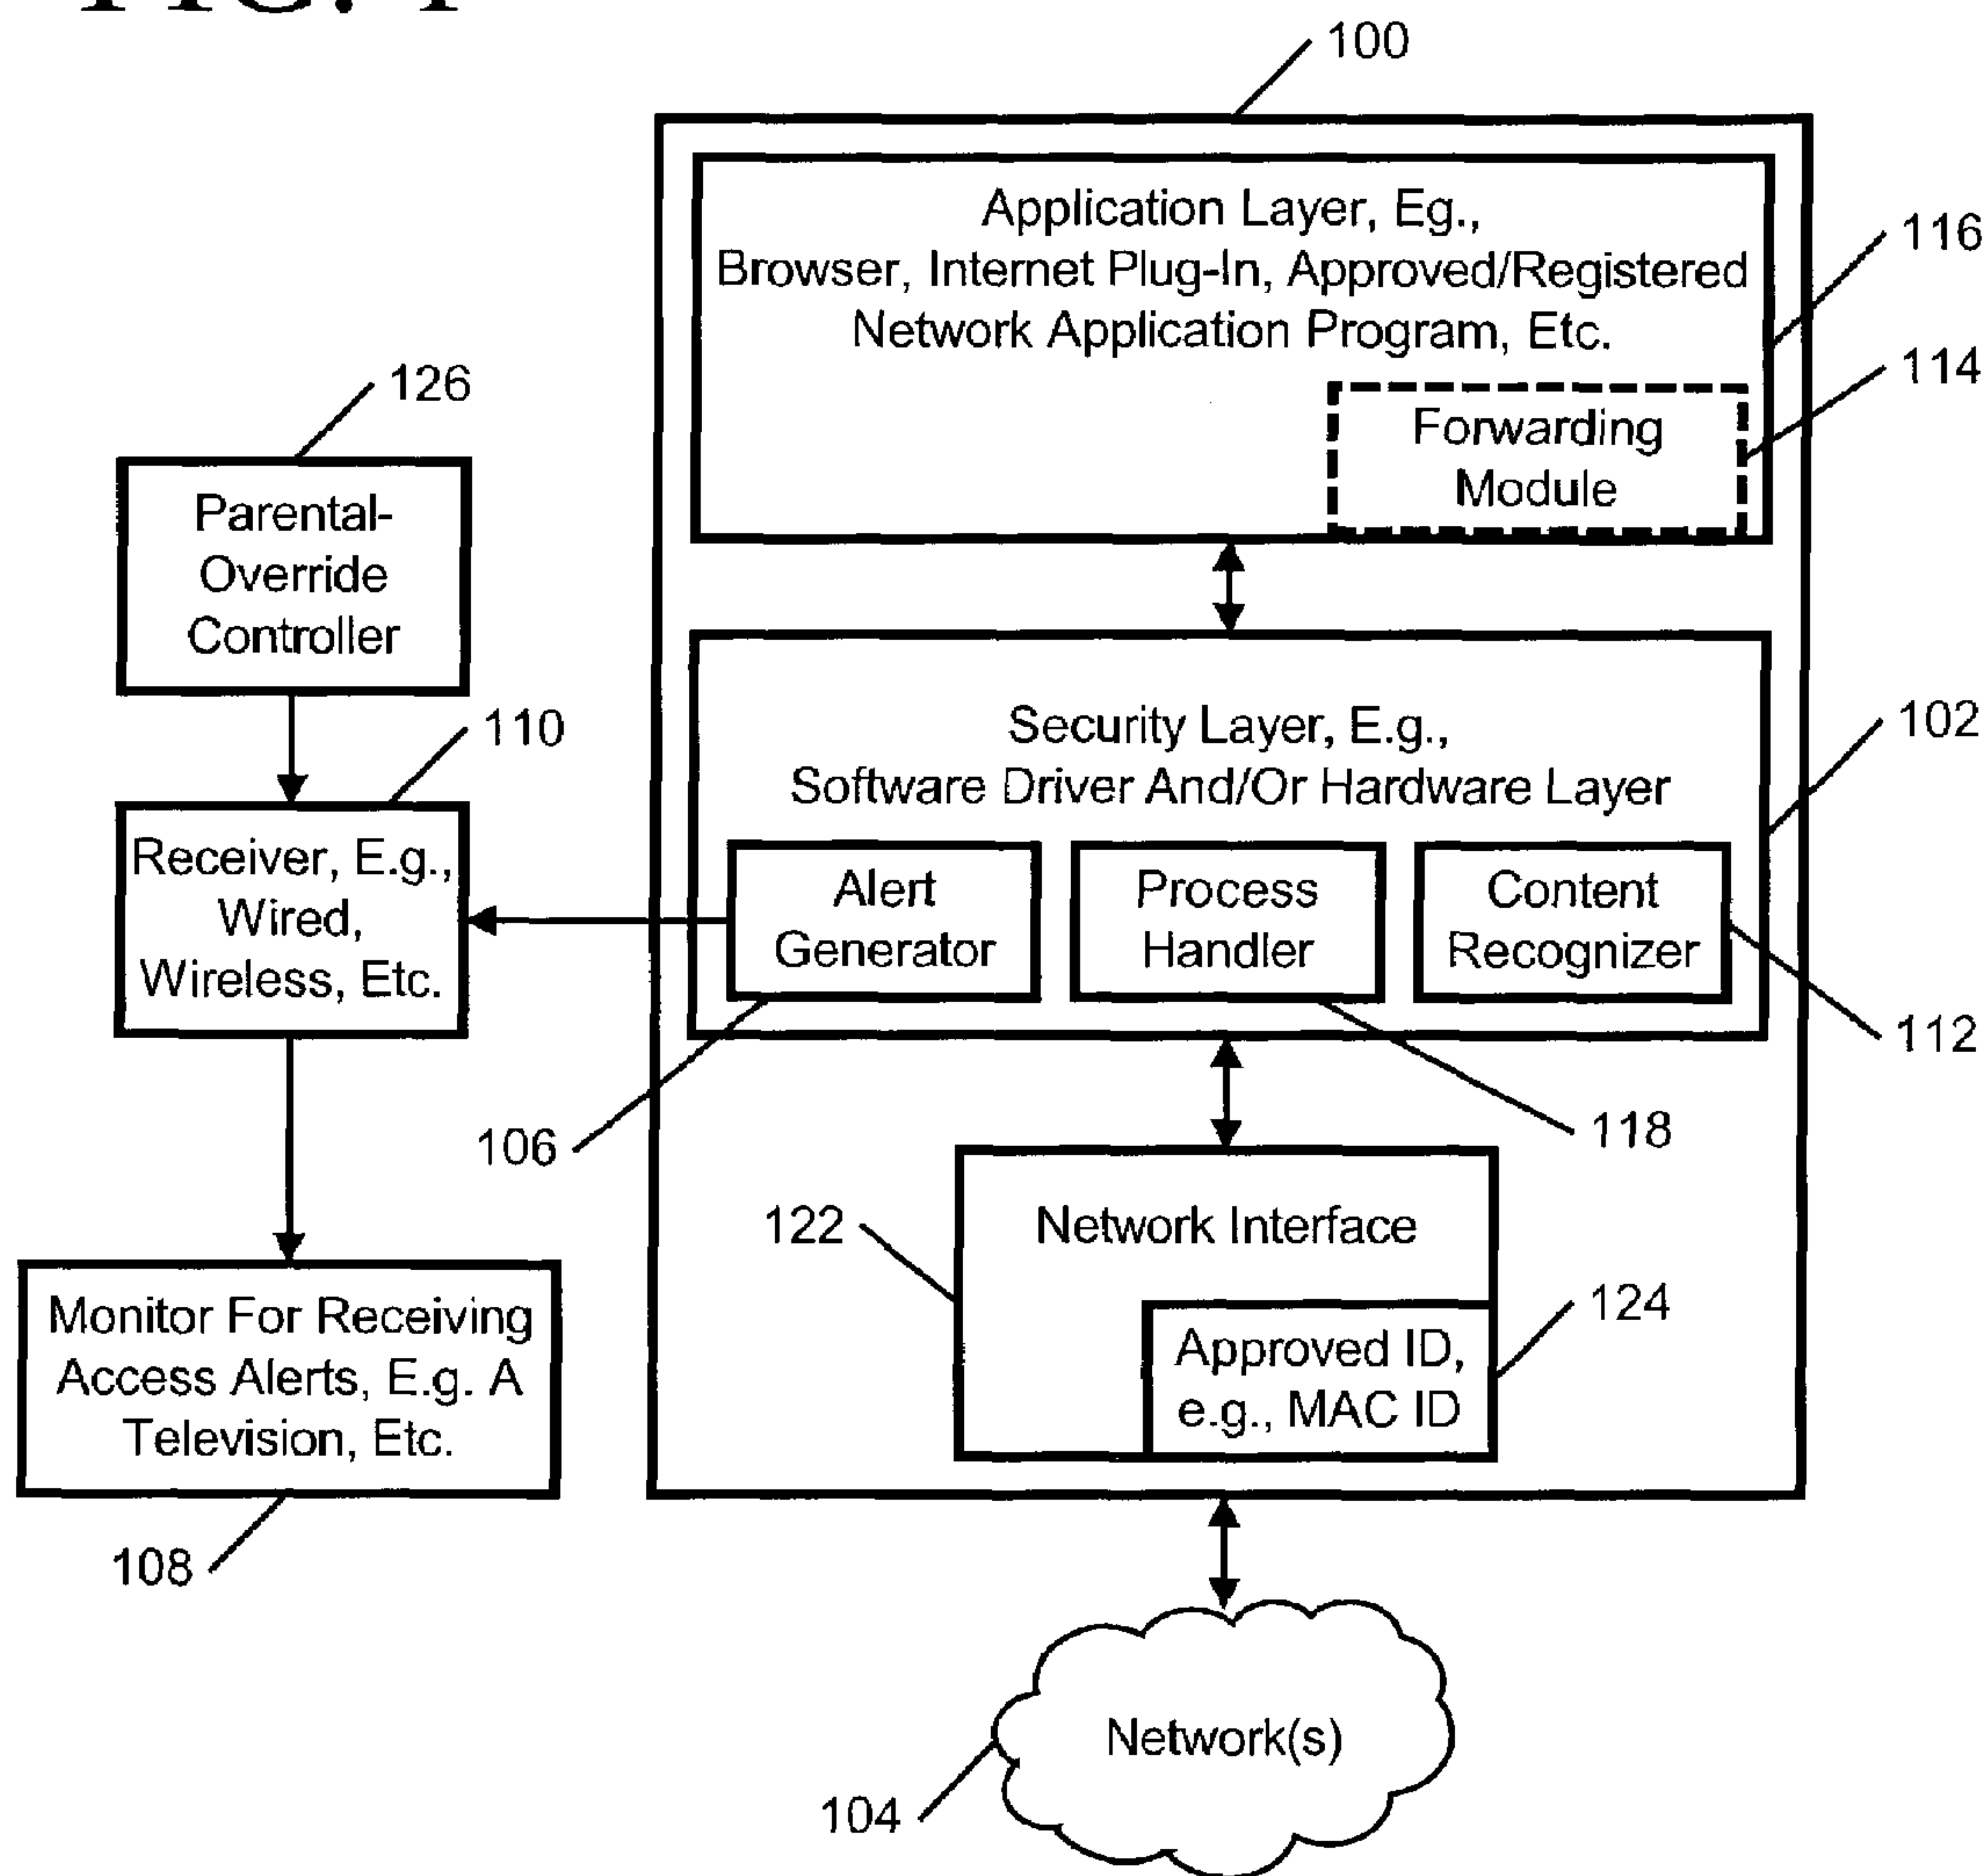 FIG. 1
100
Application Layer, Eg.,
Browser, Internet Plug-In, Approved/Registered
Network Application Program, Etc.
116
114
Forwarding
Module
126
Parental-
Override
Controller
110
Receiver, E.g.,
Wired,
Wireless, Etc.
Security Layer, E.g.,
Software Driver And/Or Hardware Layer
102
Alert
Generator
Process
Handler
Content
Recognizer
112
106
118
122
Network Interface
124
Approved ID,
e.g., MAC ID
Monitor For Receiving
Access Alerts, E.g. A
Television, Etc.
108
Network(s)
104